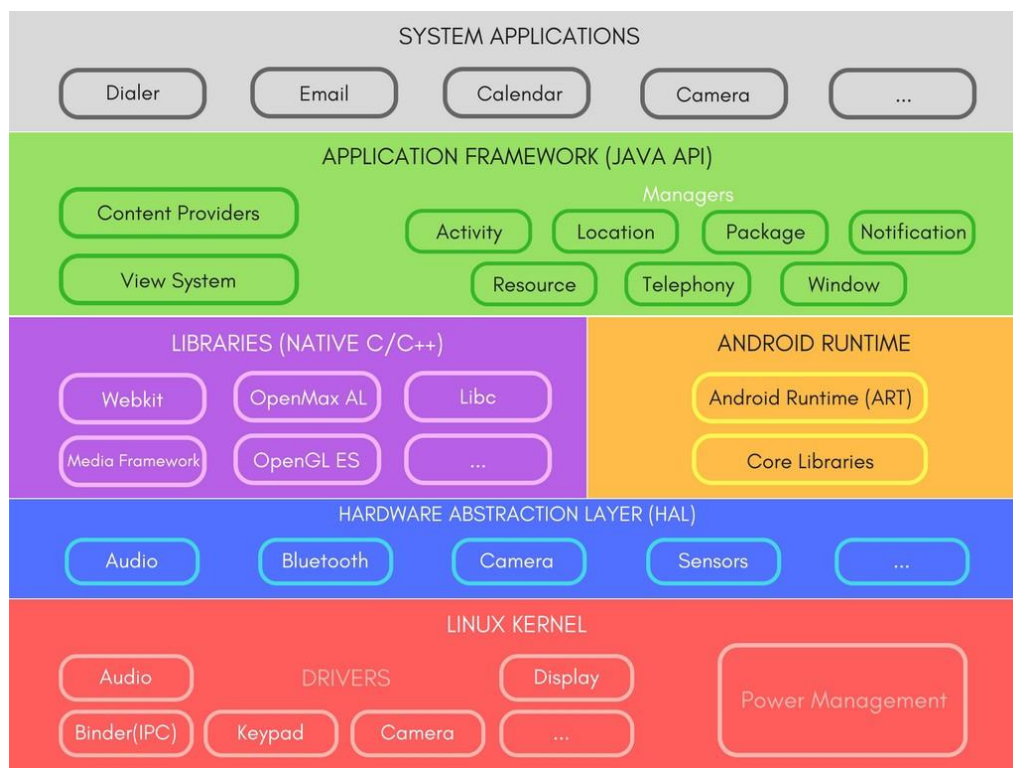 SYSTEM APPLICATIONS
Dialer
Email
Calendar
Camera
...
APPLICATION FRAMEWORK (JAVA API)
Content Providers
View System
Managers
Activity
Location
Package
Notification
Resource
Telephony
Window
LIBRARIES (NATIVE C/C++)
Webkit
OpenMax AL
Libc
Media Framework
OpenGL ES
...
ANDROID RUNTIME
Android Runtime (ART)
Core Libraries
HARDWARE ABSTRACTION LAYER (HAL)
Audio
Bluetooth
Camera
Sensors
...
LINUX KERNEL
Audio
DRIVERS
Display
Binder(IPC)
Keypad
Camera
...
Power Management